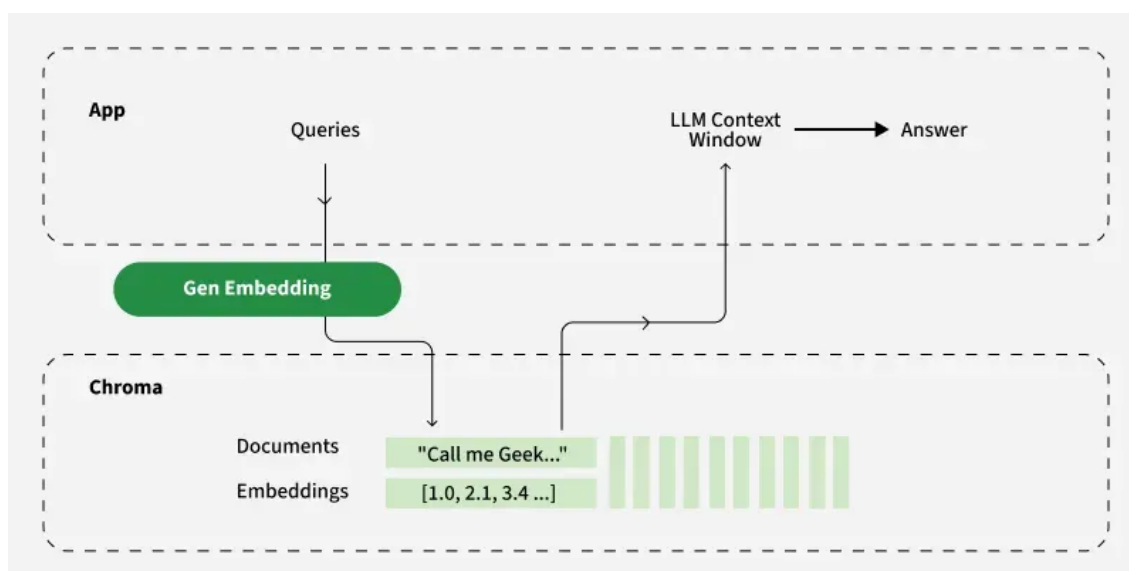 App
Queries
LLM Context
Window
Answer
Gen Embedding
Chroma
Documents
"Call me Geek..."
Embeddings
[1.0, 2.1, 3.4 ...]